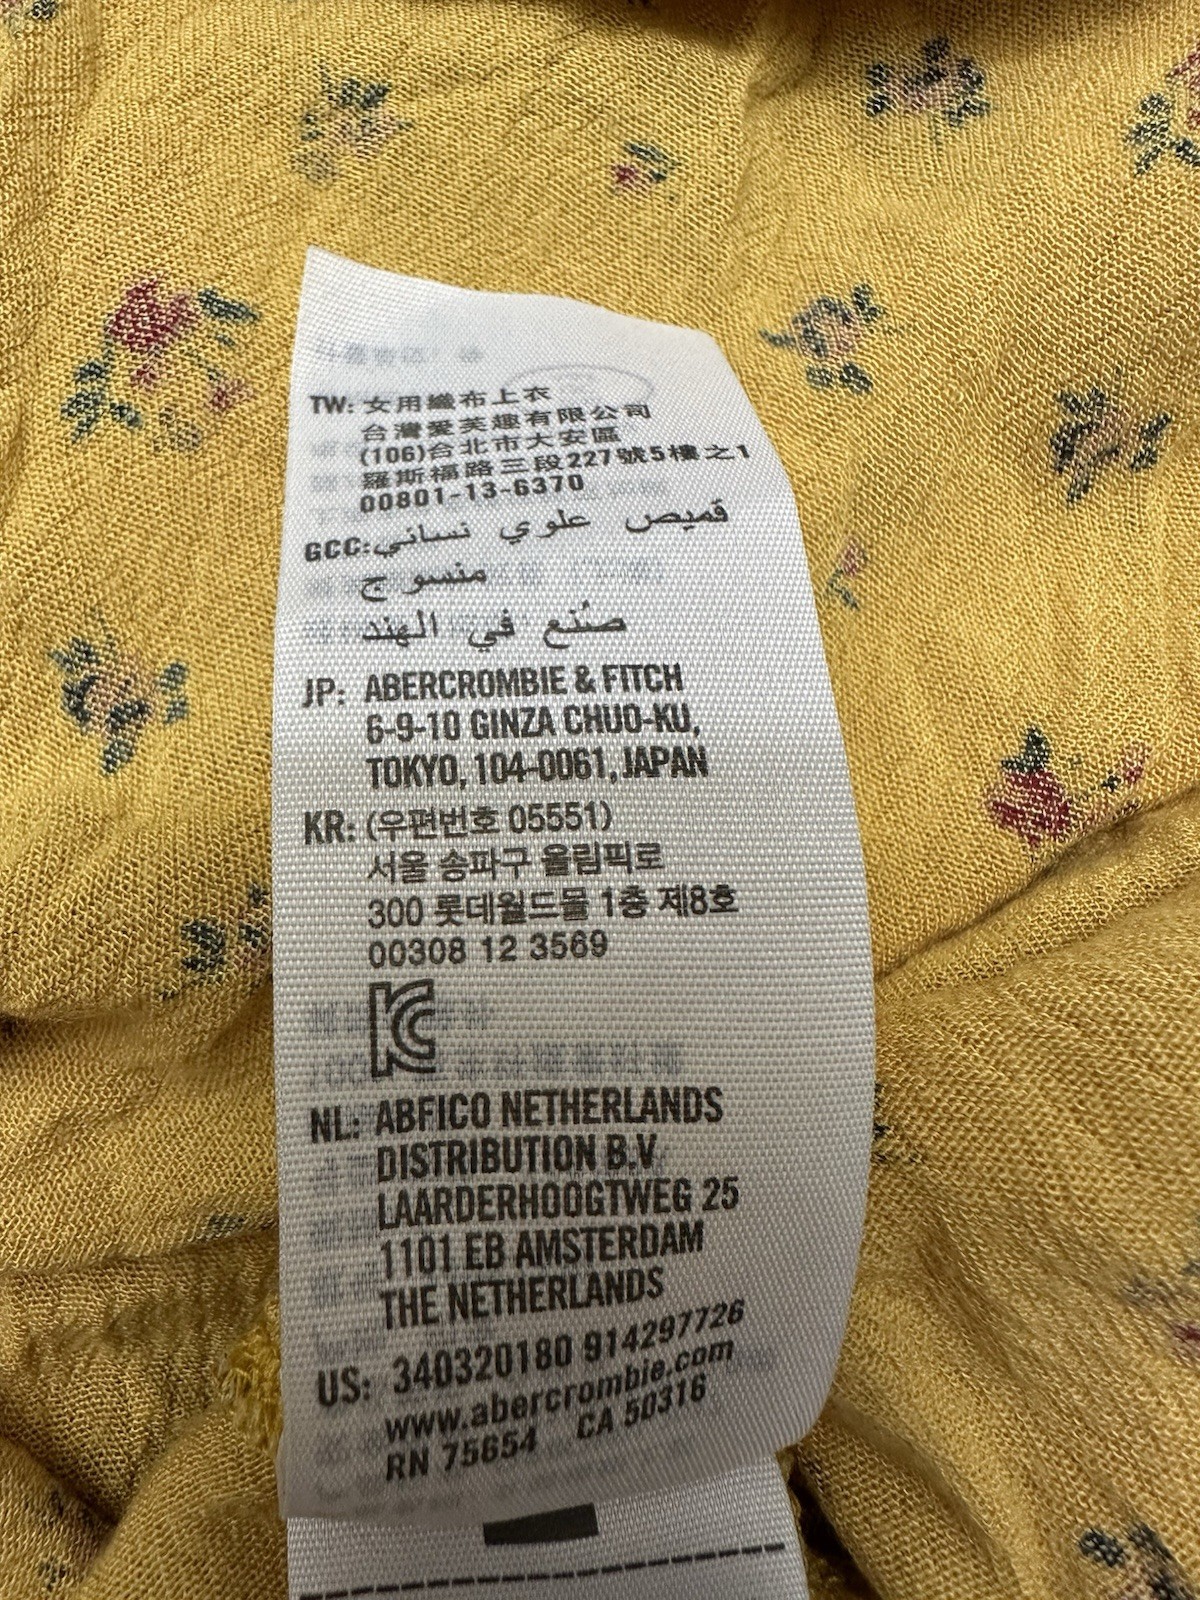 TW: 女用織布上衣
台灣愛芙趣有限公司
(106)台北市大安區
羅斯福路三段227號5樓之1
00801-13-6370
GCC: قميص علوي نسائي
منسوج
صُنع في الهند
JP: ABERCROMBIE & FITCH
6-9-10 GINZA CHUO-KU,
TOKYO, 104-0061, JAPAN
KR: (우편번호 05551)
서울 송파구 올림픽로
300 롯데월드몰 1층 제8호
00308 12 3569
KC
NL: ABFICO NETHERLANDS
DISTRIBUTION B.V.
LAARDERHOOGTWEG 25
1101 EB AMSTERDAM
THE NETHERLANDS
US: 340320180 914297726
www.abercrombie.com
RN 75654 CA 50316